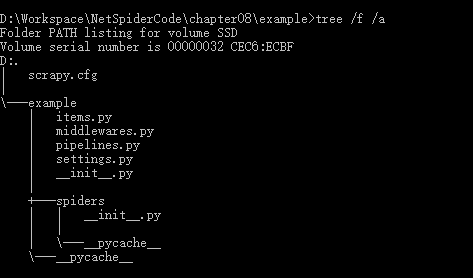 D:\Workspace\NetSpiderCode\chapter08\example>tree /f /a
Folder PATH listing for volume SSD
Volume serial number is 00000032 CEC6:ECBF
D:.
|   scrapy.cfg
|
\---example
    |   items.py
    |   middlewares.py
    |   pipelines.py
    |   settings.py
    |   __init__.py
    |
    +---spiders
    |   |   __init__.py
    |   |
    |   \---__pycache__
    \---__pycache__